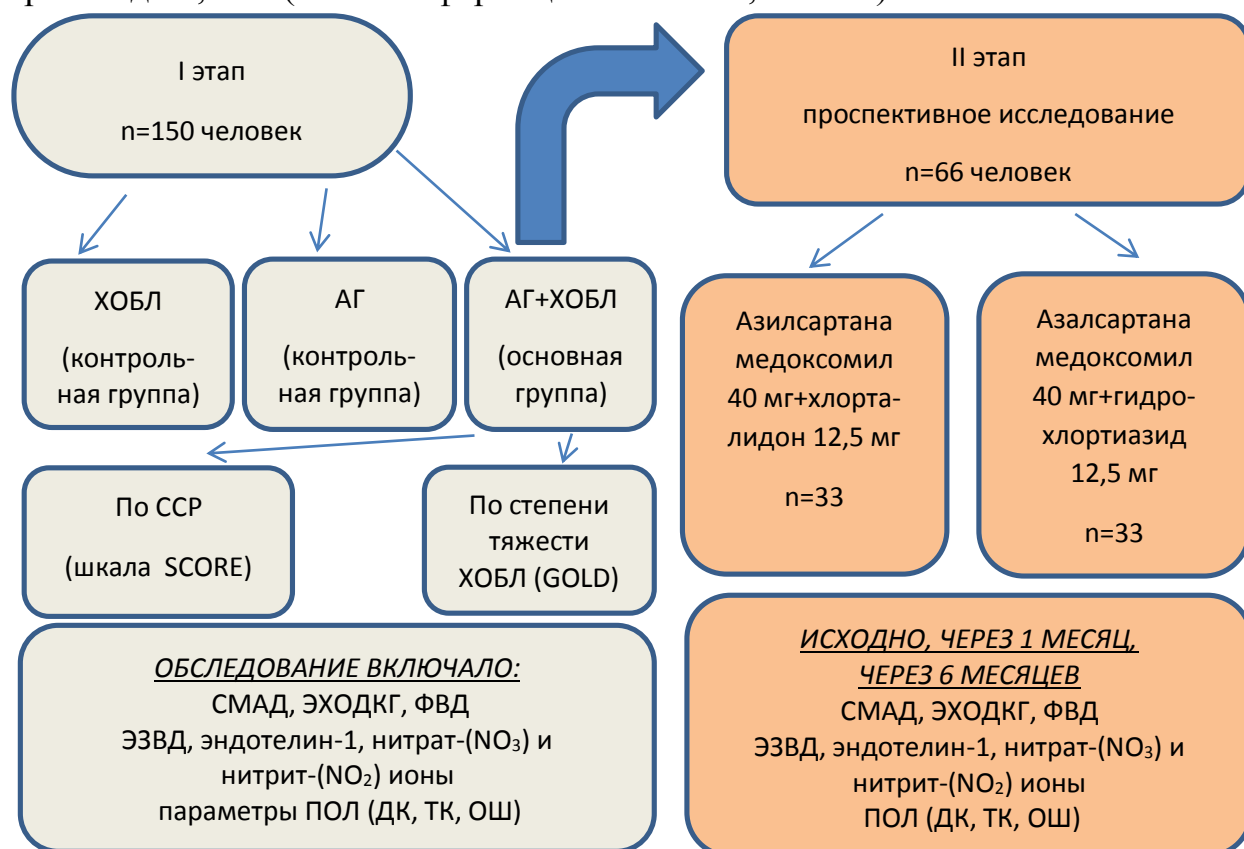 I этап
n=150 человек
II этап
проспективное исследование
n=66 человек
ХОБЛ
(контроль-
ная группа)
АГ
(контроль-
ная группа)
АГ+ХОБЛ
(основная
группа)
Азилсартана
медоксомил
40 мг+хлорта-
лидон 12,5 мг
n=33
Азалсартана
медоксомил
40 мг+гидро-
хлортиазид
12,5 мг
n=33
По ССР
(шкала SCORE)
По степени
тяжести
ХОБЛ (GOLD)
ОБСЛЕДОВАНИЕ ВКЛЮЧАЛО:
СМАД, ЭХОДКГ, ФВД
ЭЗВД, эндотелин-1, нитрат-(NO₃) и
нитрит-(NO₂) ионы
параметры ПОЛ (ДК, ТК, ОШ)
ИСХОДНО, ЧЕРЕЗ 1 МЕСЯЦ,
ЧЕРЕЗ 6 МЕСЯЦЕВ
СМАД, ЭХОДКГ, ФВД
ЭЗВД, эндотелин-1, нитрат-(NO₃) и
нитрит-(NO₂) ионы
ПОЛ (ДК, ТК, ОШ)